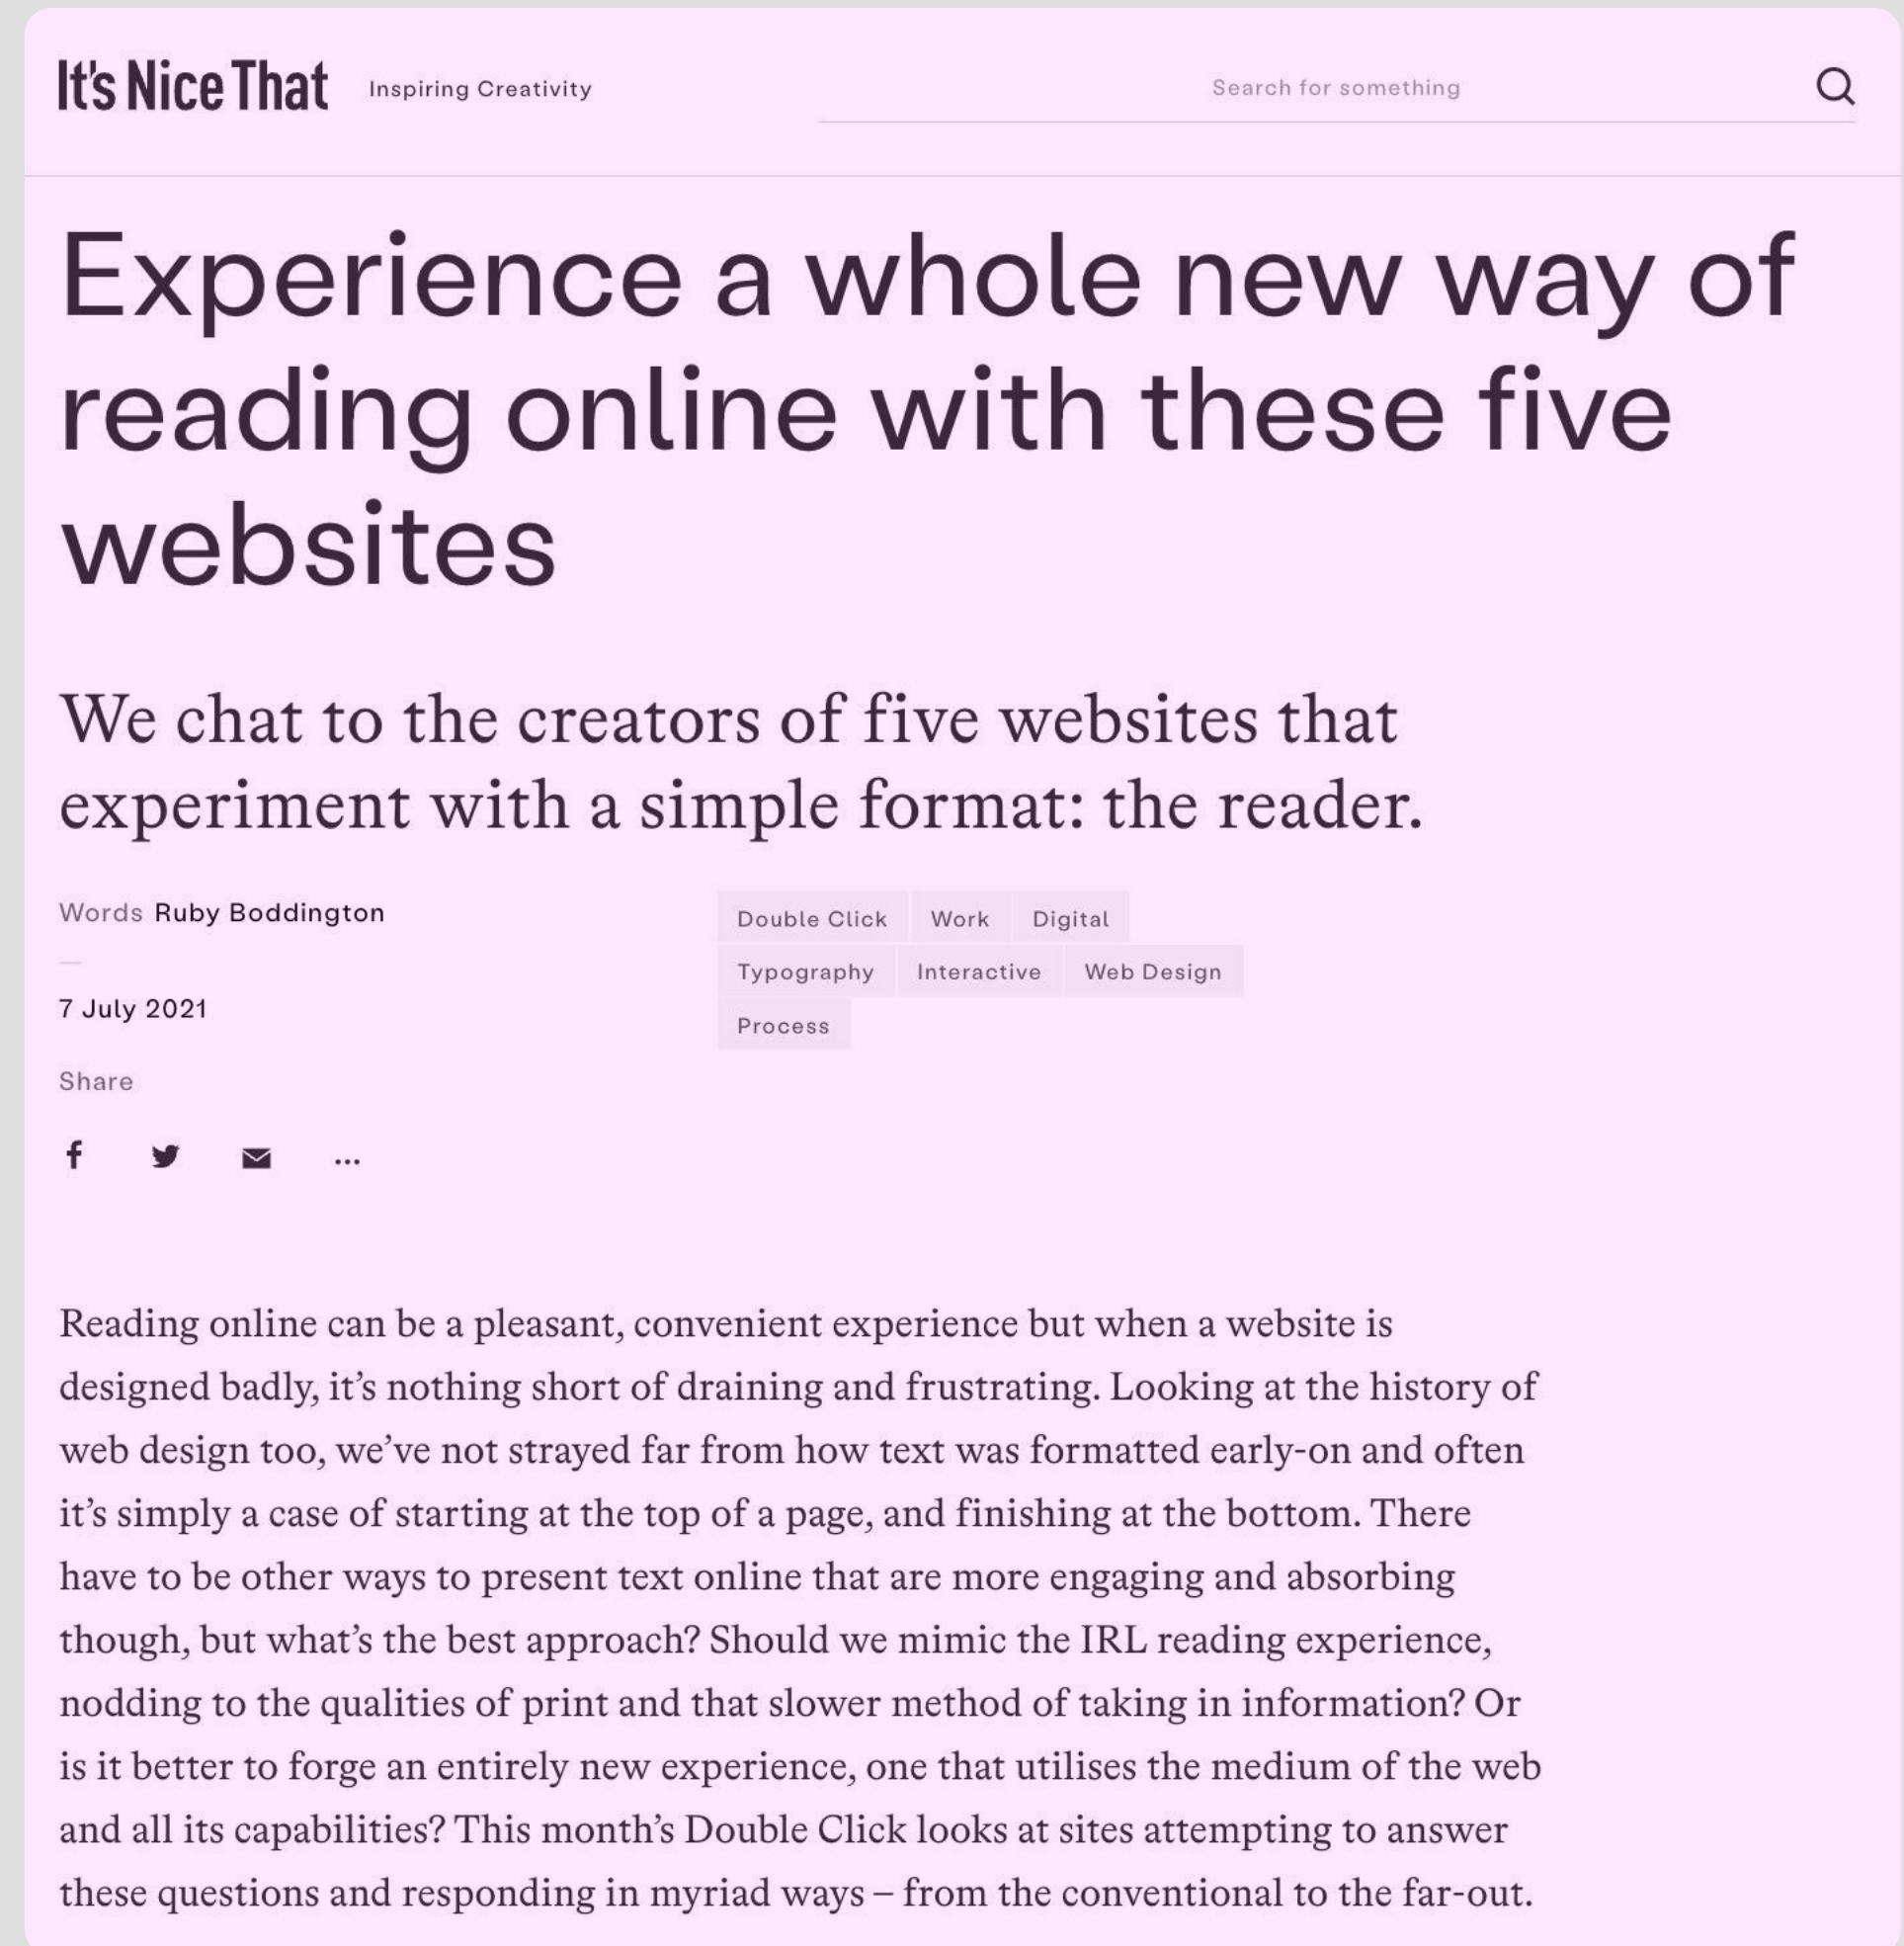 It's Nice That
Inspiring Creativity
Search for something
Experience a whole new way of
reading online with these five
websites
We chat to the creators of five websites that
experiment with a simple format: the reader.
Words Ruby Boddington
—
7 July 2021
Share
Double Click Work Digital
Typography Interactive Web Design
Process
Reading online can be a pleasant, convenient experience but when a website is
designed badly, it’s nothing short of draining and frustrating. Looking at the history of
web design too, we’ve not strayed far from how text was formatted early-on and often
it’s simply a case of starting at the top of a page, and finishing at the bottom. There
have to be other ways to present text online that are more engaging and absorbing
though, but what’s the best approach? Should we mimic the IRL reading experience,
nodding to the qualities of print and that slower method of taking in information? Or
is it better to forge an entirely new experience, one that utilises the medium of the web
and all its capabilities? This month’s Double Click looks at sites attempting to answer
these questions and responding in myriad ways – from the conventional to the far-out.